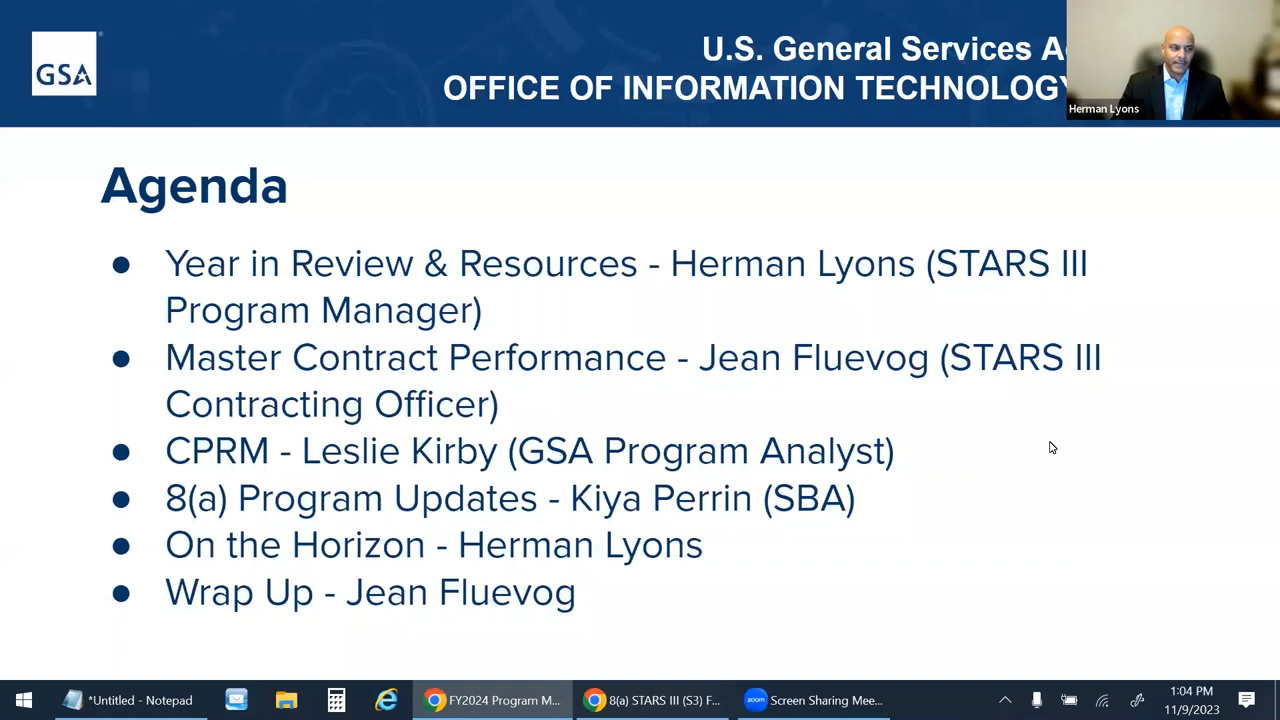 GSA
U.S. General Services A
OFFICE OF INFORMATION TECHNOLOGY
Herman Lyons
Agenda
● Year in Review & Resources - Herman Lyons (STARS III
Program Manager)
● Master Contract Performance - Jean Fluevog (STARS III
Contracting Officer)
● CPRM - Leslie Kirby (GSA Program Analyst)
● 8(a) Program Updates - Kiya Perrin (SBA)
● On the Horizon - Herman Lyons
● Wrap Up - Jean Fluevog
*Untitled - Notepad
FY2024 Program M...
8(a) STARS III (S3) F...
zoom
Screen Sharing Mee...
1:04 PM
11/9/2023